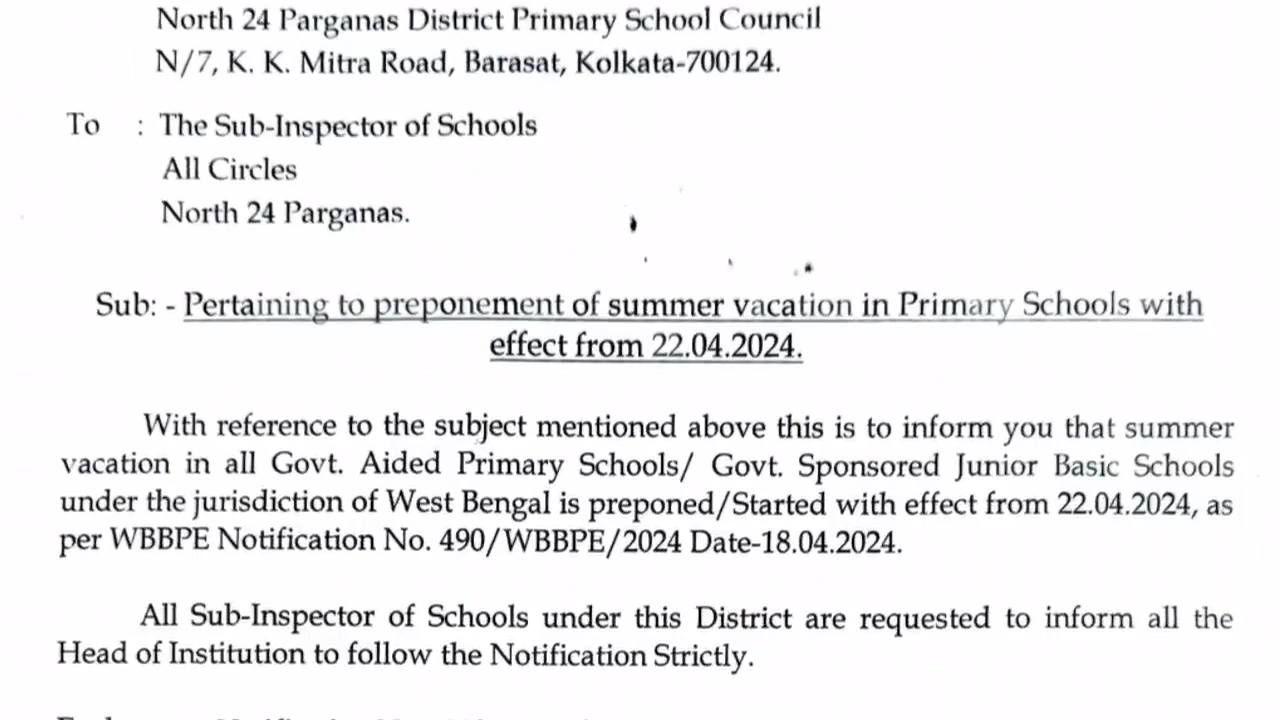 North 24 Parganas District Primary School Council
N/7, K. K. Mitra Road, Barasat, Kolkata-700124.
To : The Sub-Inspector of Schools
All Circles
North 24 Parganas.
Sub: - Pertaining to preponement of summer vacation in Primary Schools with
effect from 22.04.2024.
With reference to the subject mentioned above this is to inform you that summer
vacation in all Govt. Aided Primary Schools/ Govt. Sponsored Junior Basic Schools
under the jurisdiction of West Bengal is preponed/Started with effect from 22.04.2024, as
per WBBPE Notification No. 490/WBBPE/2024 Date-18.04.2024.
All Sub-Inspector of Schools under this District are requested to inform all the
Head of Institution to follow the Notification Strictly.